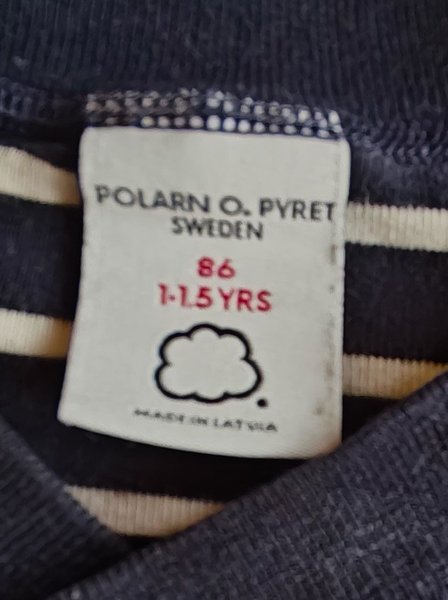 POLARN O. PYRET
SWEDEN
86
1-1.5 YRS
MADE IN LATVIA